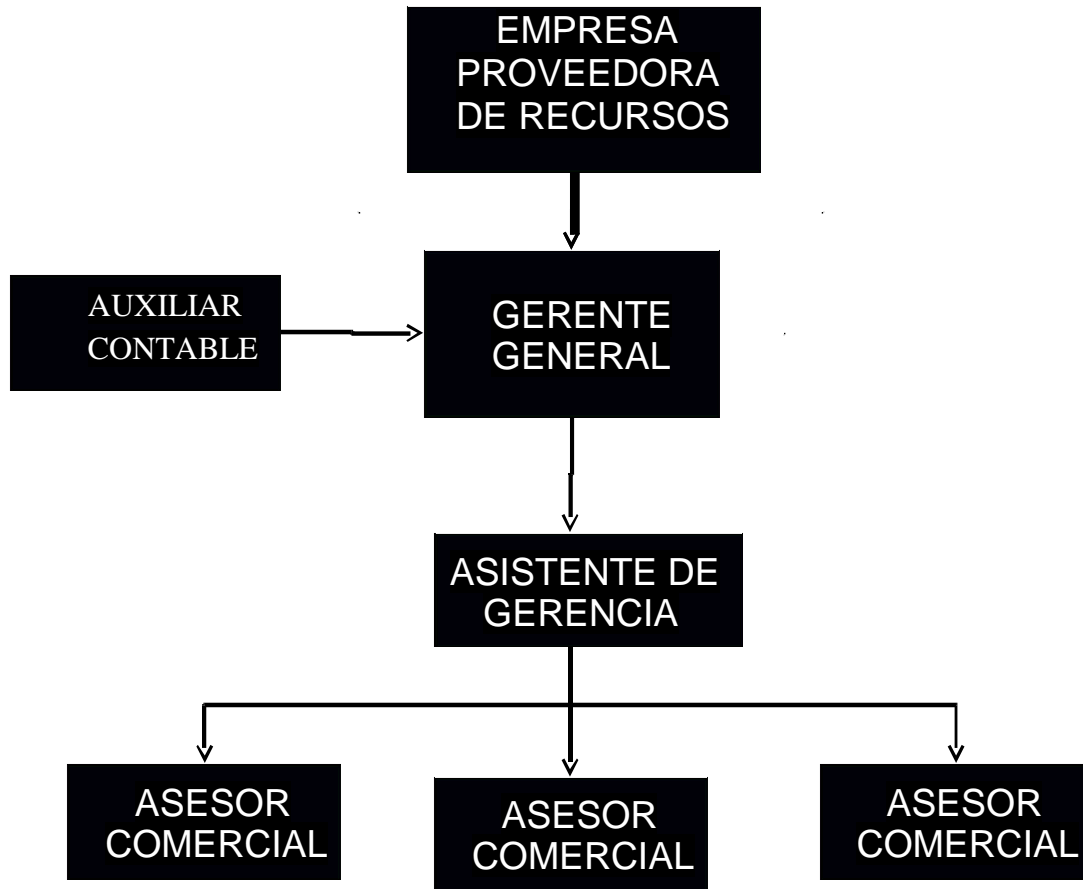 EMPRESA
PROVEEDORA
DE RECURSOS
AUXILIAR
CONTABLE
GERENTE
GENERAL
ASISTENTE DE
GERENCIA
ASESOR
COMERCIAL
ASESOR
COMERCIAL
ASESOR
COMERCIAL